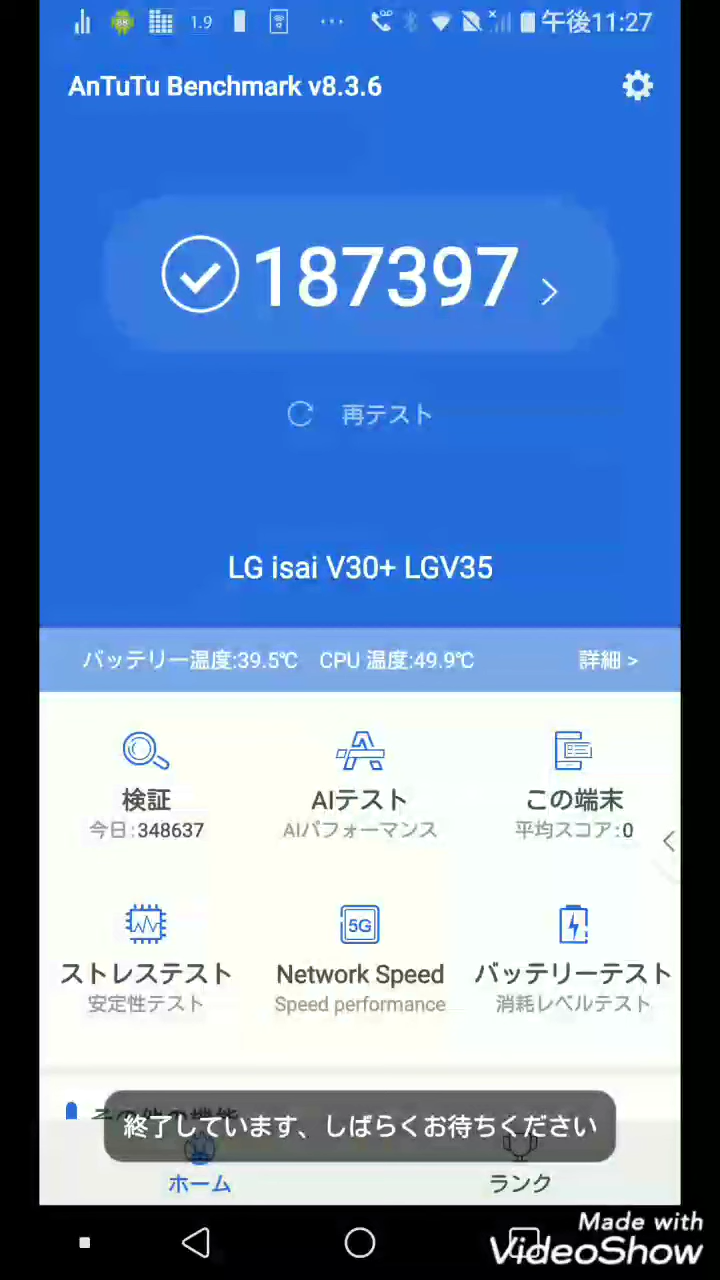 1.9 午後11:27
AnTuTu Benchmark v8.3.6
187397
再テスト
LG isai V30+ LGV35
バッテリー温度:39.5℃ CPU 温度:49.9℃ 詳細 >
検証 AIテスト この端末
今日:348637 AIパフォーマンス 平均スコア:0
5G
ストレステスト Network Speed バッテリーテスト
安定性テスト Speed performance 消耗レベルテスト
その他の機能
終了しています、しばらくお待ちください
ホーム ランク
Made with
VideoShow